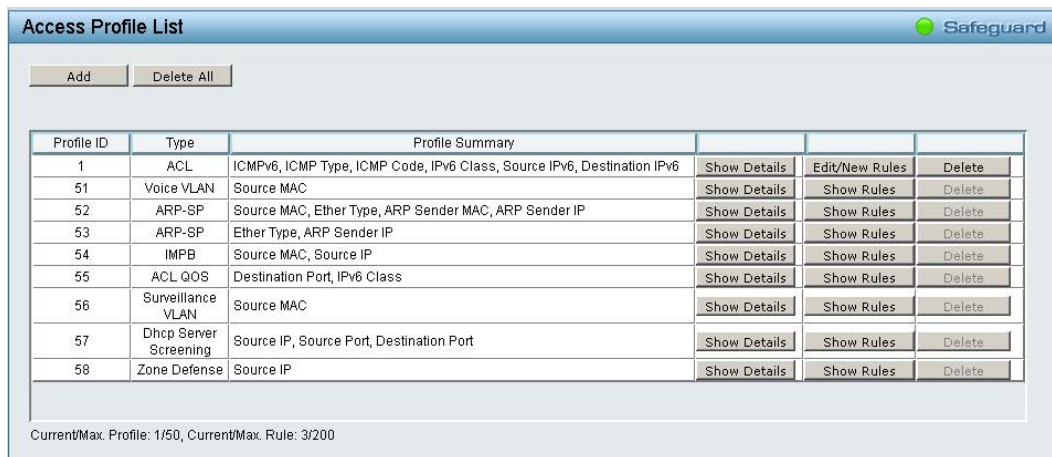 Access Profile List
Safeguard
Add Delete All
Profile ID Type Profile Summary
1 ACL ICMPv6, ICMP Type, ICMP Code, IPv6 Class, Source IPv6, Destination IPv6 Show Details Edit/New Rules Delete
51 Voice VLAN Source MAC Show Details Show Rules Delete
52 ARP-SP Source MAC, Ether Type, ARP Sender MAC, ARP Sender IP Show Details Show Rules Delete
53 ARP-SP Ether Type, ARP Sender IP Show Details Show Rules Delete
54 IMPB Source MAC, Source IP Show Details Show Rules Delete
55 ACL QOS Destination Port, IPv6 Class Show Details Show Rules Delete
56 Surveillance
VLAN Source MAC Show Details Show Rules Delete
57 Dhcp Server
Screening Source IP, Source Port, Destination Port Show Details Show Rules Delete
58 Zone Defense Source IP Show Details Show Rules Delete
Current/Max. Profile: 1/50, Current/Max. Rule: 3/200